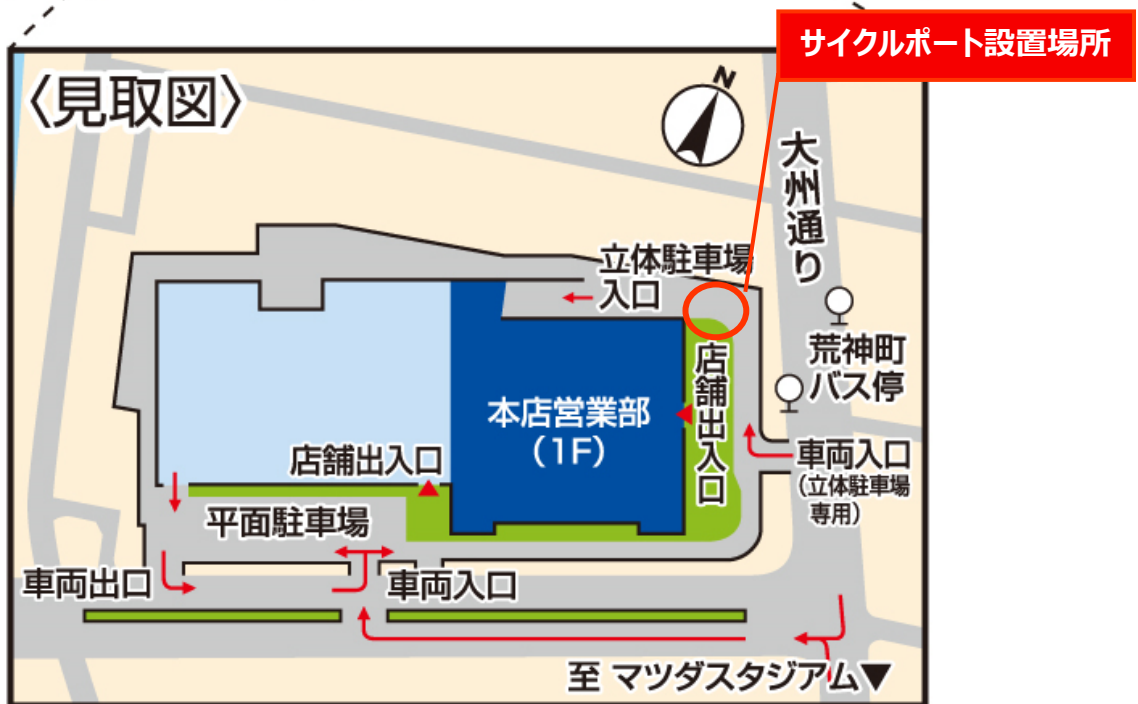 サイクルポート設置場所
〈見取図〉
N
大州通り
立体駐車場
入口
荒神町
バス停
店舗出入口
本店営業部
（1F）
店舗出入口
車両入口
（立体駐車場
専用）
平面駐車場
車両出口
車両入口
至 マツダスタジアム▼